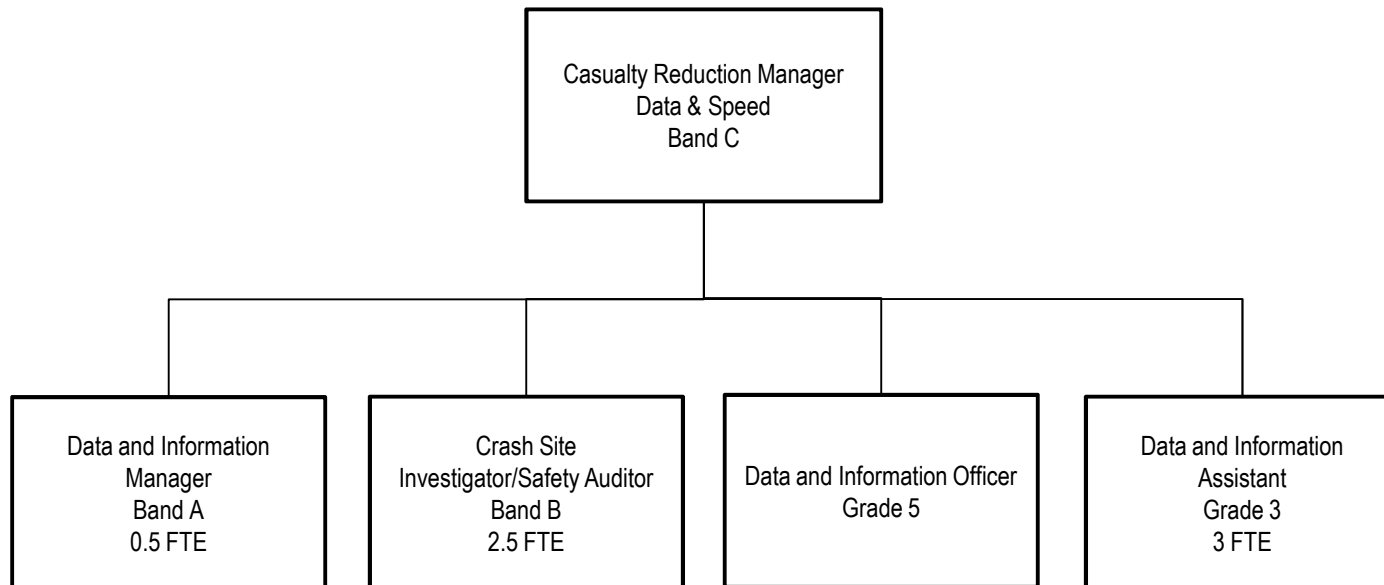 Casualty Reduction Manager
Data & Speed
Band C
Data and Information
Manager
Band A
0.5 FTE
Crash Site
Investigator/Safety Auditor
Band B
2.5 FTE
Data and Information Officer
Grade 5
Data and Information
Assistant
Grade 3
3 FTE